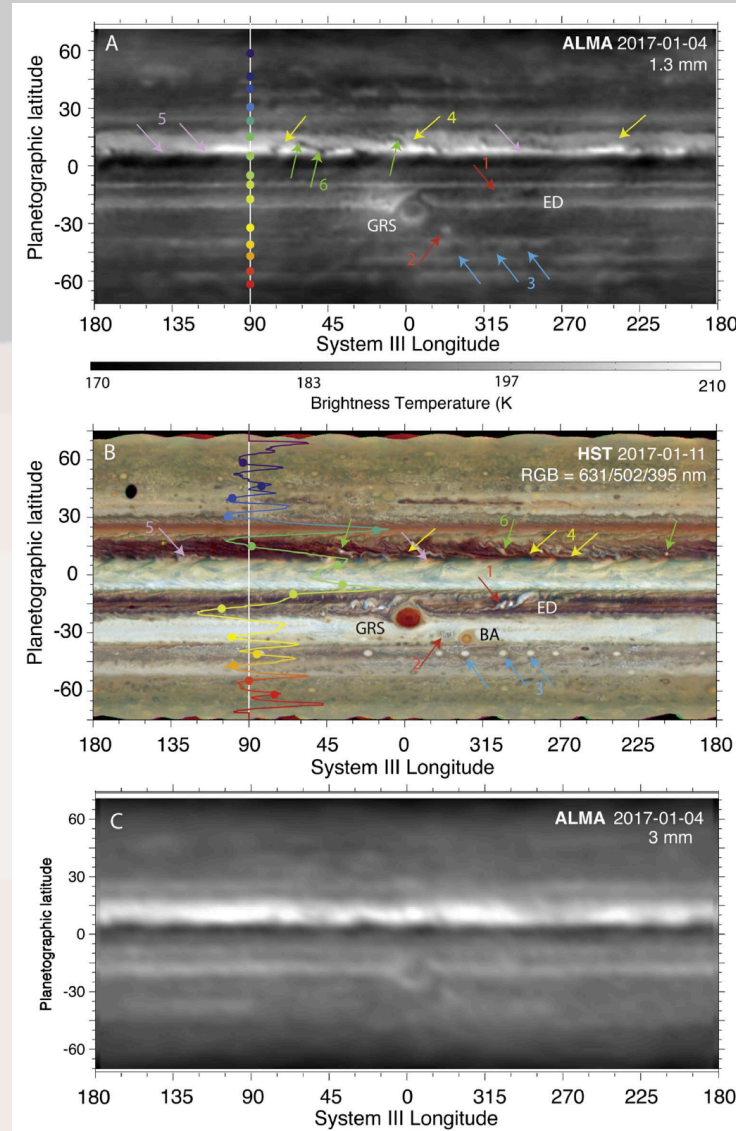 A
ALMA 2017-01-04
1.3 mm
60
30
0
-30
-60
Planetographic latitude
5
4
6
1
ED
GRS
2
3
180 135 90 45 0 315 270 225 180
System III Longitude
170 183 197 210
Brightness Temperature (K
B
HST 2017-01-11
RGB = 631/502/395 nm
60
30
0
-30
-60
Planetographic latitude
5
6
4
1
ED
GRS
BA
2
3
180 135 90 45 0 315 270 225 180
System III Longitude
C
ALMA 2017-01-04
3 mm
60
30
0
-30
-60
Planetographic latitude
180 135 90 45 0 315 270 225 180
System III Longitude